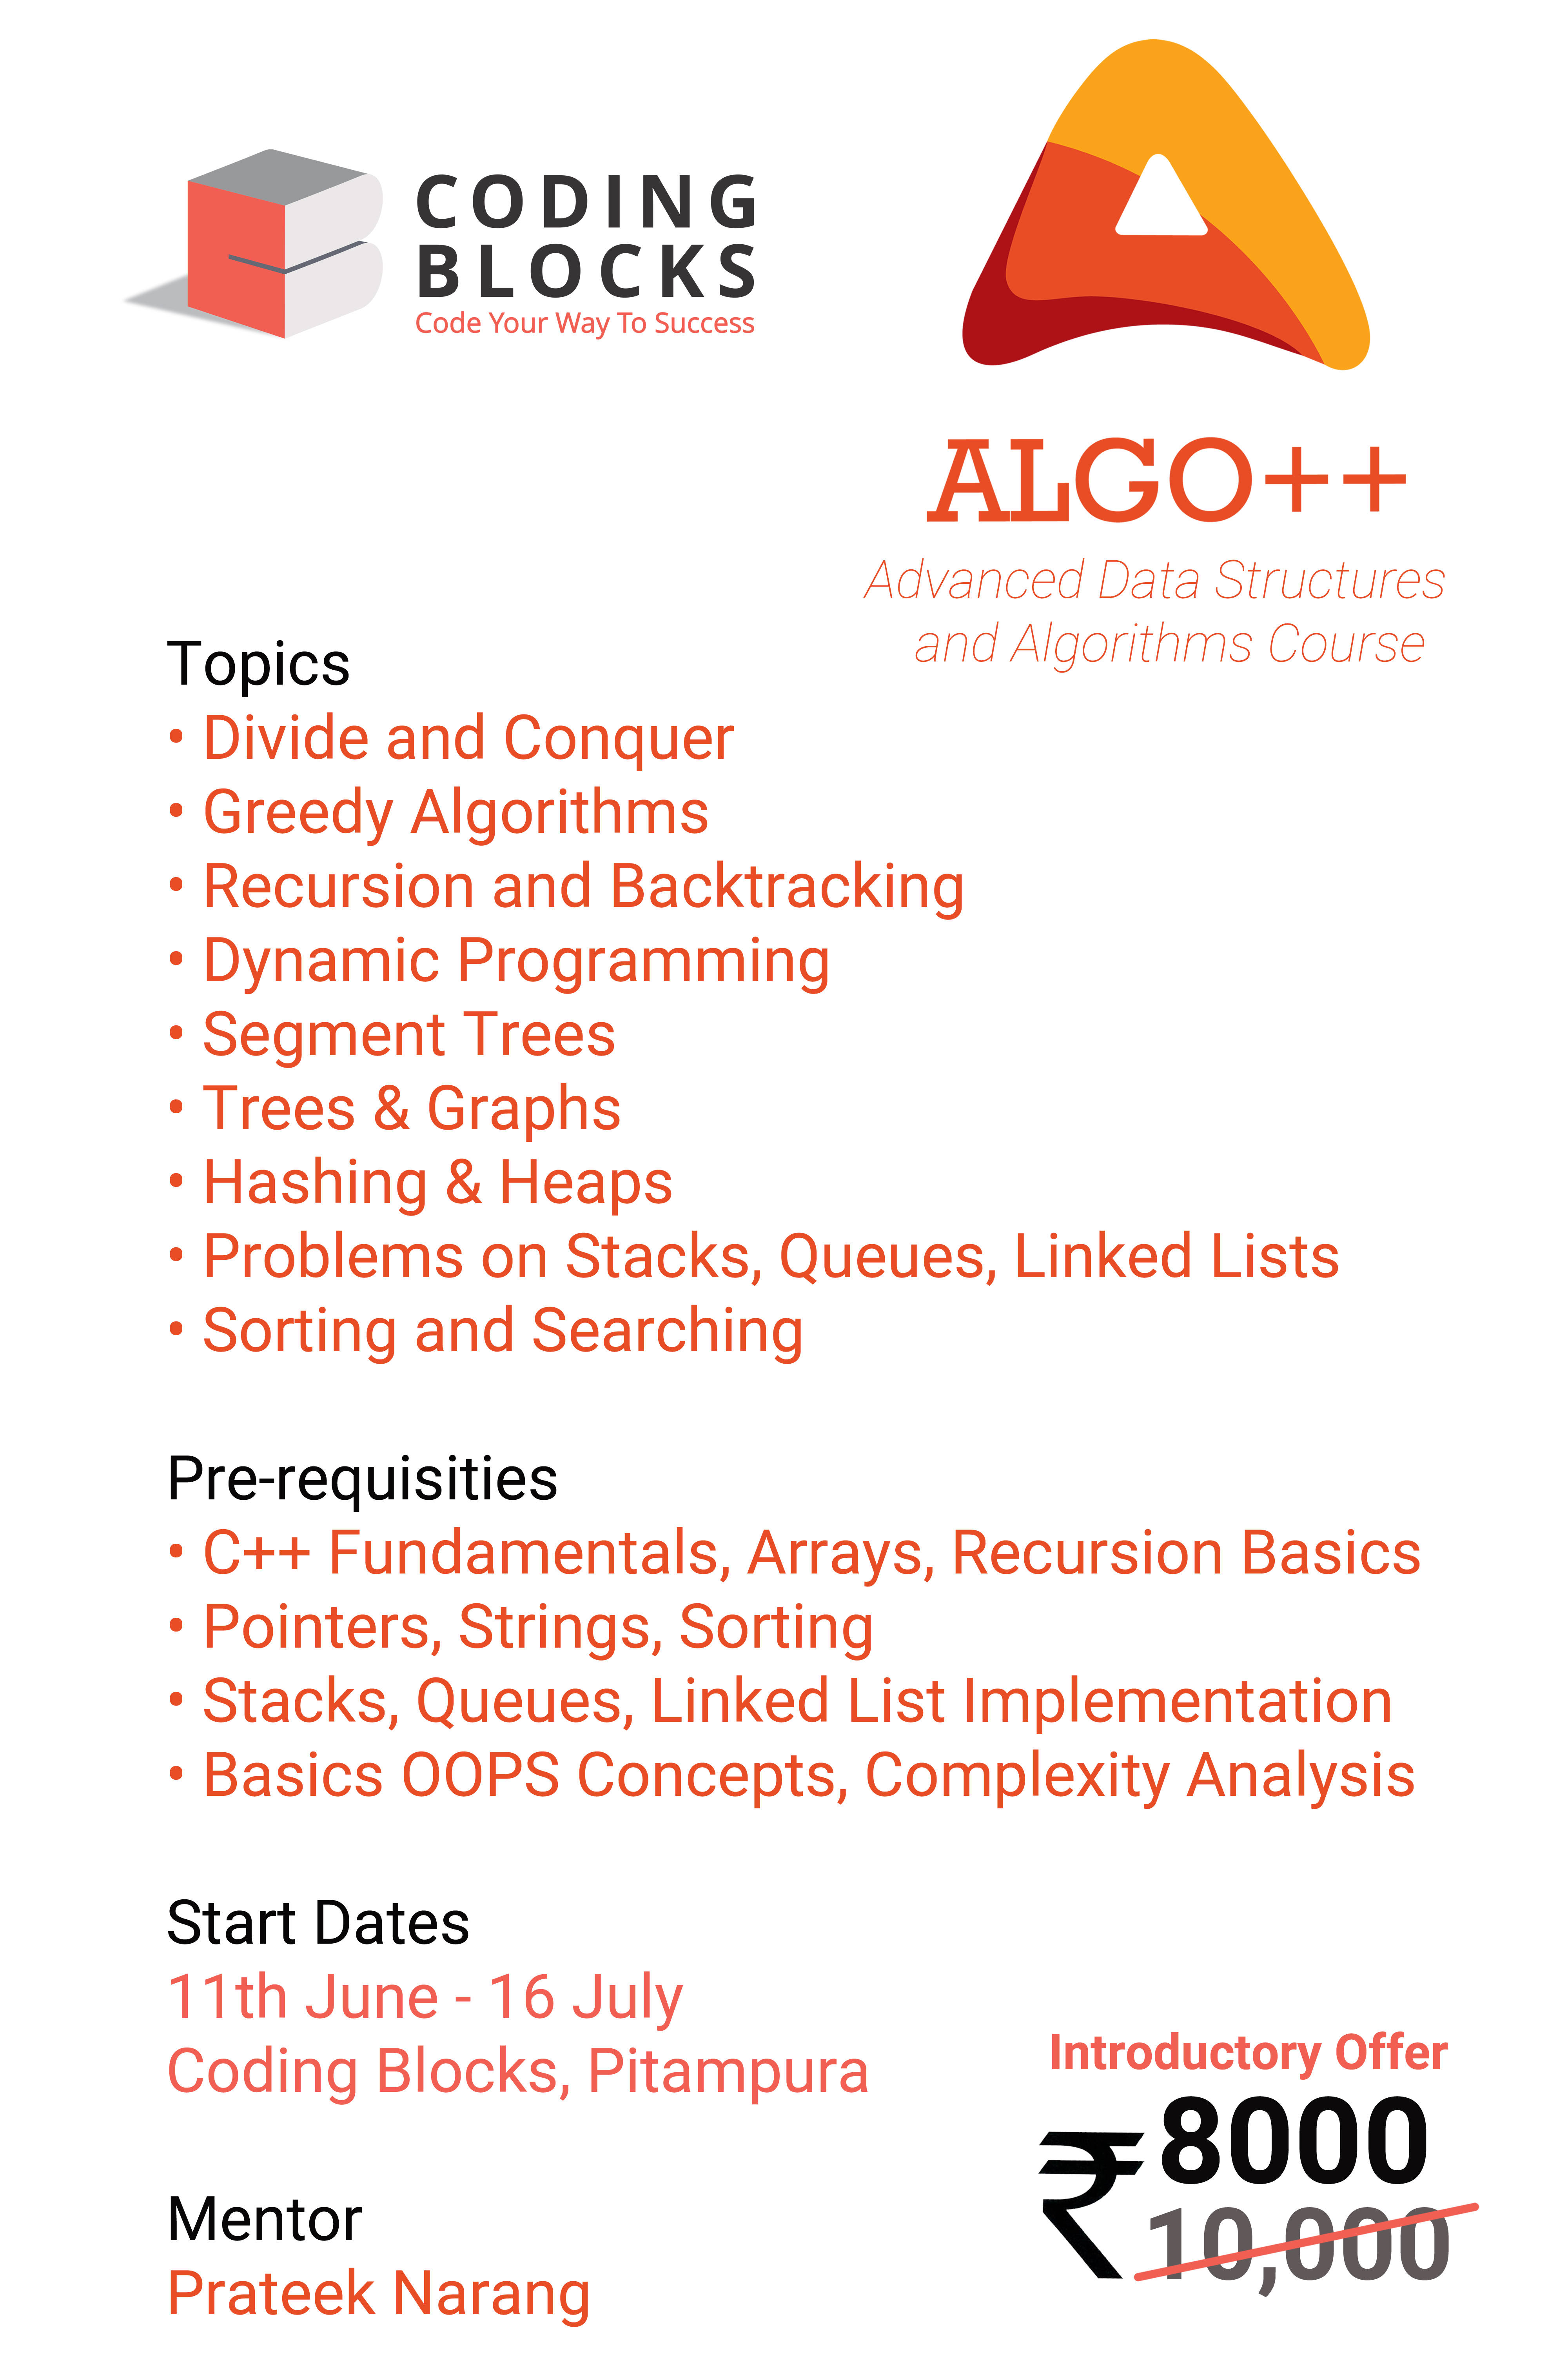 CODING
BLOCKS
Code Your Way To Success
ALGO++
Advanced Data Structures
and Algorithms Course
Topics
• Divide and Conquer
• Greedy Algorithms
• Recursion and Backtracking
• Dynamic Programming
• Segment Trees
• Trees & Graphs
• Hashing & Heaps
• Problems on Stacks, Queues, Linked Lists
• Sorting and Searching
Pre-requisities
• C++ Fundamentals, Arrays, Recursion Basics
• Pointers, Strings, Sorting
• Stacks, Queues, Linked List Implementation
• Basics OOPS Concepts, Complexity Analysis
Start Dates
11th June - 16 July
Coding Blocks, Pitampura
Mentor
Prateek Narang
Introductory Offer
₹ 8000
10,000